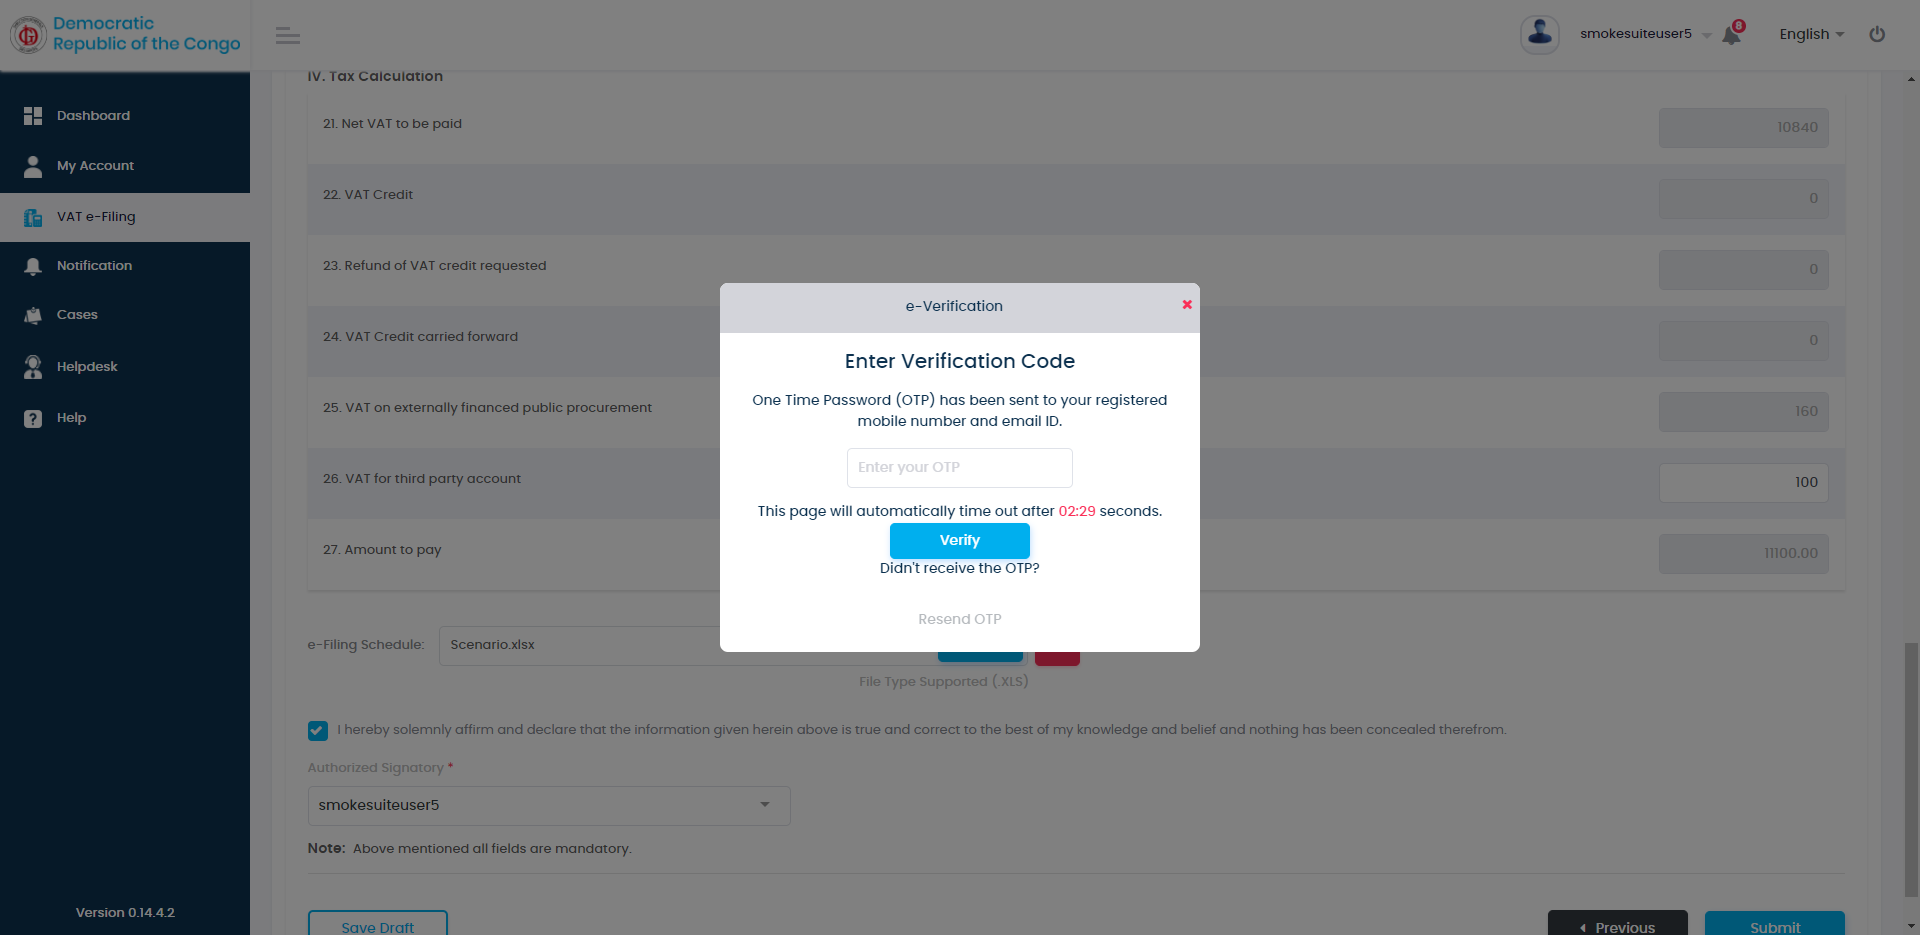 Democratic
Republic of the Congo
smokesuiteuser5
8
English
Dashboard
My Account
VAT e-Filing
Notification
Cases
Helpdesk
Help
Version 0.14.4.2
IV. Tax Calculation
21. Net VAT to be paid
10840
22. VAT Credit
0
23. Refund of VAT credit requested
0
24. VAT Credit carried forward
0
25. VAT on externally financed public procurement
160
26. VAT for third party account
100
27. Amount to pay
11100.00
e-Verification
Enter Verification Code
One Time Password (OTP) has been sent to your registered
mobile number and email ID.
Enter your OTP
This page will automatically time out after 02:29 seconds.
Verify
Didn't receive the OTP?
Resend OTP
e-Filing Schedule:
Scenario.xlsx
File Type Supported (.XLS)
I hereby solemnly affirm and declare that the information given herein above is true and correct to the best of my knowledge and belief and nothing has been concealed therefrom.
Authorized Signatory *
smokesuiteuser5
Note: Above mentioned all fields are mandatory.
Save Draft
Previous
Submit